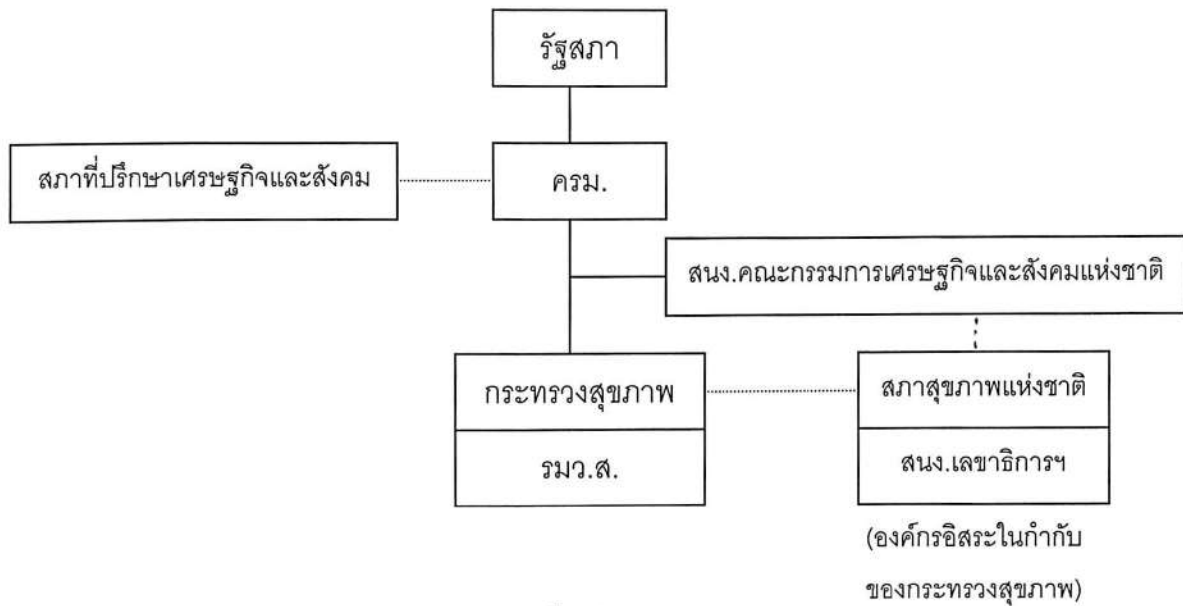 รัฐสภา
สภาที่ปรึกษาเศรษฐกิจและสังคม
ครม.
สนง.คณะกรรมการเศรษฐกิจและสังคมแห่งชาติ
กระทรวงสุขภาพ
สภาสุขภาพแห่งชาติ
รมว.ส.
สนง.เลขาธิการฯ
(องค์กรอิสระในกำกับ
ของกระทรวงสุขภาพ)